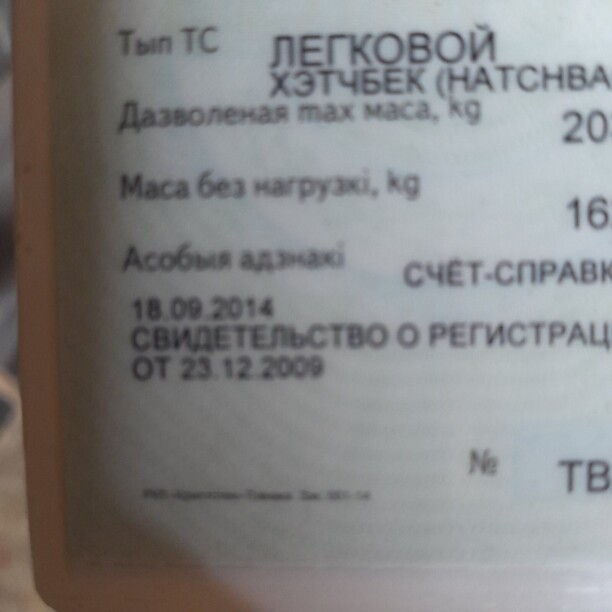 Тып ТС ЛЕГКОВОЙ
ХЭТЧБЕК (HATCHBA
Дазволеная max маса, kg 20
Маса без нагрузкі, kg 16
Асобыя адзнакі СЧЁТ-СПРАВК
18.09.2014
СВИДЕТЕЛЬСТВО О РЕГИСТРАЦ
ОТ 23.12.2009
№ ТВ